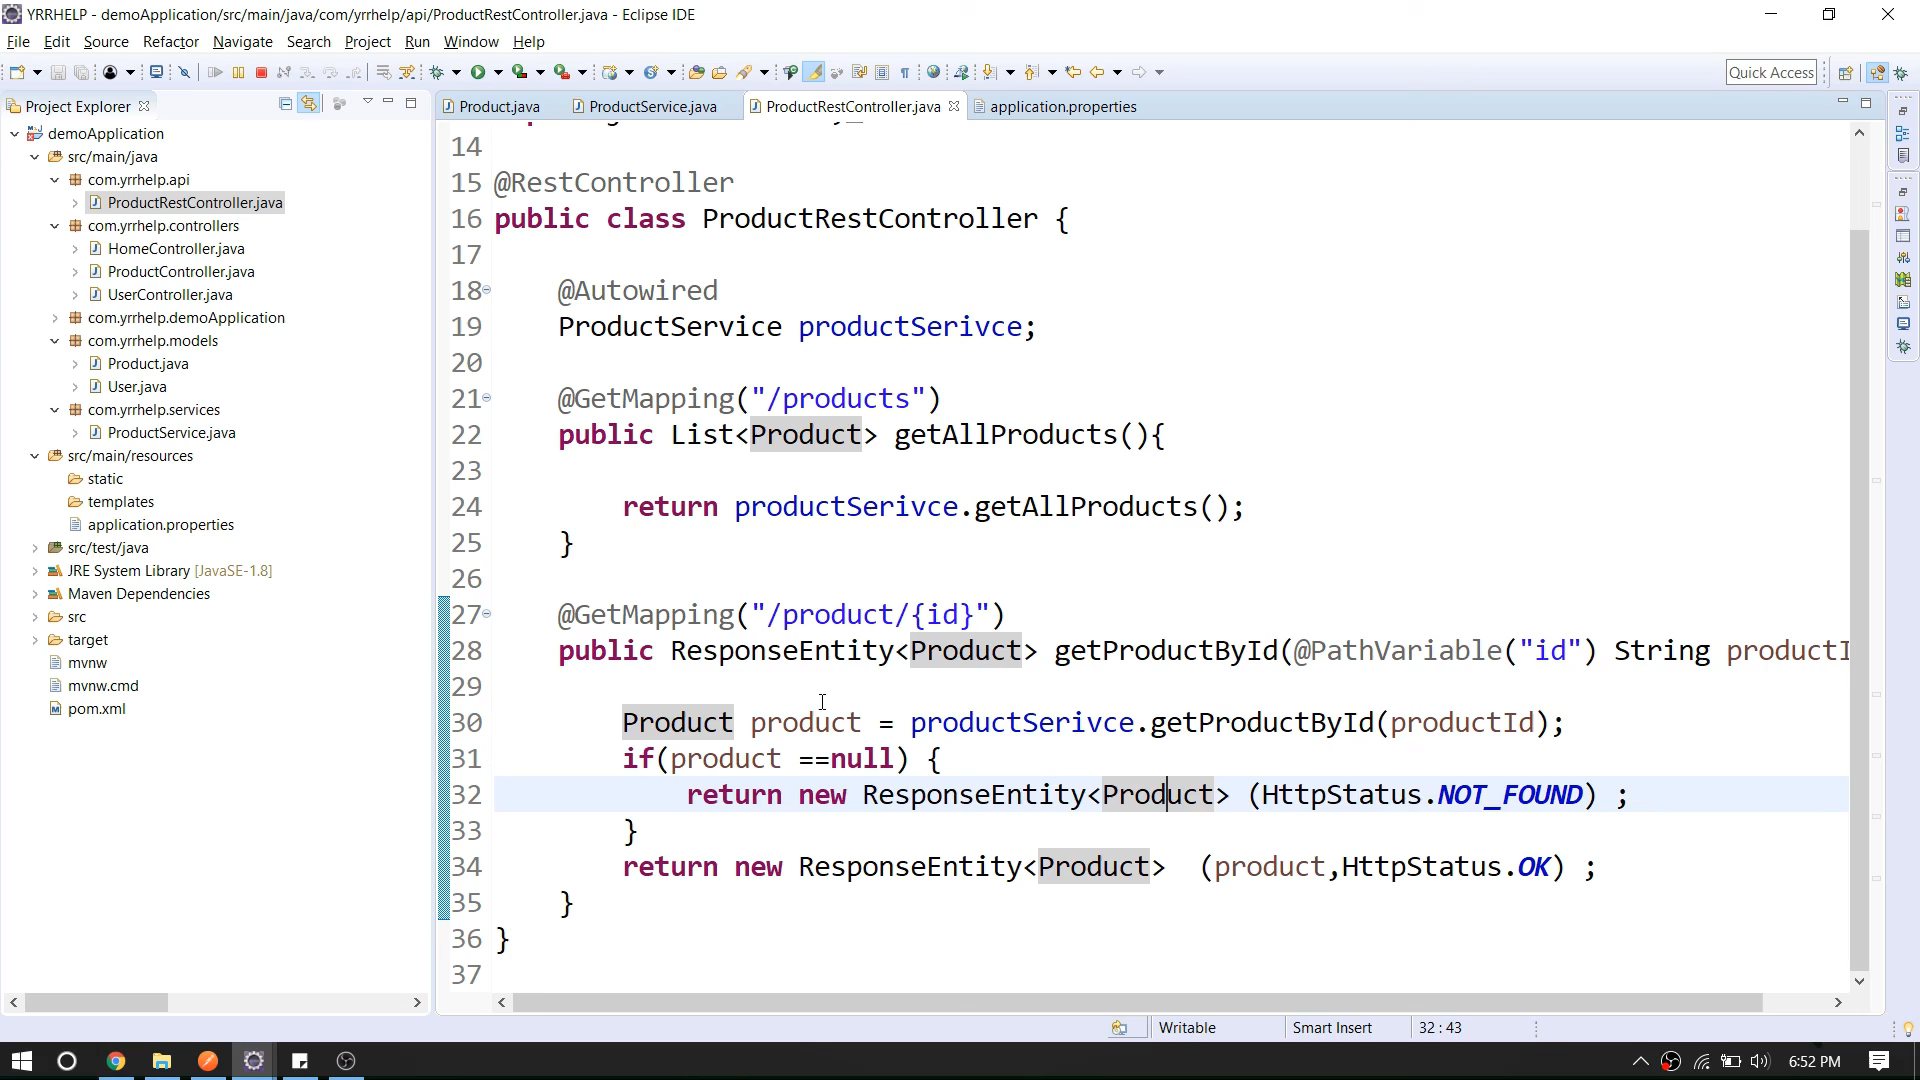 YRRHELP - demoApplication/src/main/java/com/yrrhelp/api/ProductRestController.java - Eclipse IDE
File Edit Source Refactor Navigate Search Project Run Window Help
Quick Access
Project Explorer
demoApplication
src/main/java
com.yrrhelp.api
ProductRestController.java
com.yrrhelp.controllers
HomeController.java
ProductController.java
UserController.java
com.yrrhelp.demoApplication
com.yrrhelp.models
Product.java
User.java
com.yrrhelp.services
ProductService.java
src/main/resources
static
templates
application.properties
src/test/java
JRE System Library [JavaSE-1.8]
Maven Dependencies
src
target
mvnw
mvnw.cmd
pom.xml
Product.java ProductService.java ProductRestController.java application.properties
14
15 @RestController
16 public class ProductRestController {
17
18 @Autowired
19 ProductService productSerivce;
20
21 @GetMapping("/products")
22 public List<Product> getAllProducts(){
23
24 return productSerivce.getAllProducts();
25 }
26
27 @GetMapping("/product/{id}")
28 public ResponseEntity<Product> getProductById(@PathVariable("id") String productI
29
30 Product product = productSerivce.getProductById(productId);
31 if(product ==null) {
32 return new ResponseEntity<Product> (HttpStatus.NOT_FOUND) ;
33 }
34 return new ResponseEntity<Product>  (product,HttpStatus.OK) ;
35 }
36 }
37
Writable Smart Insert 32 : 43
6:52 PM